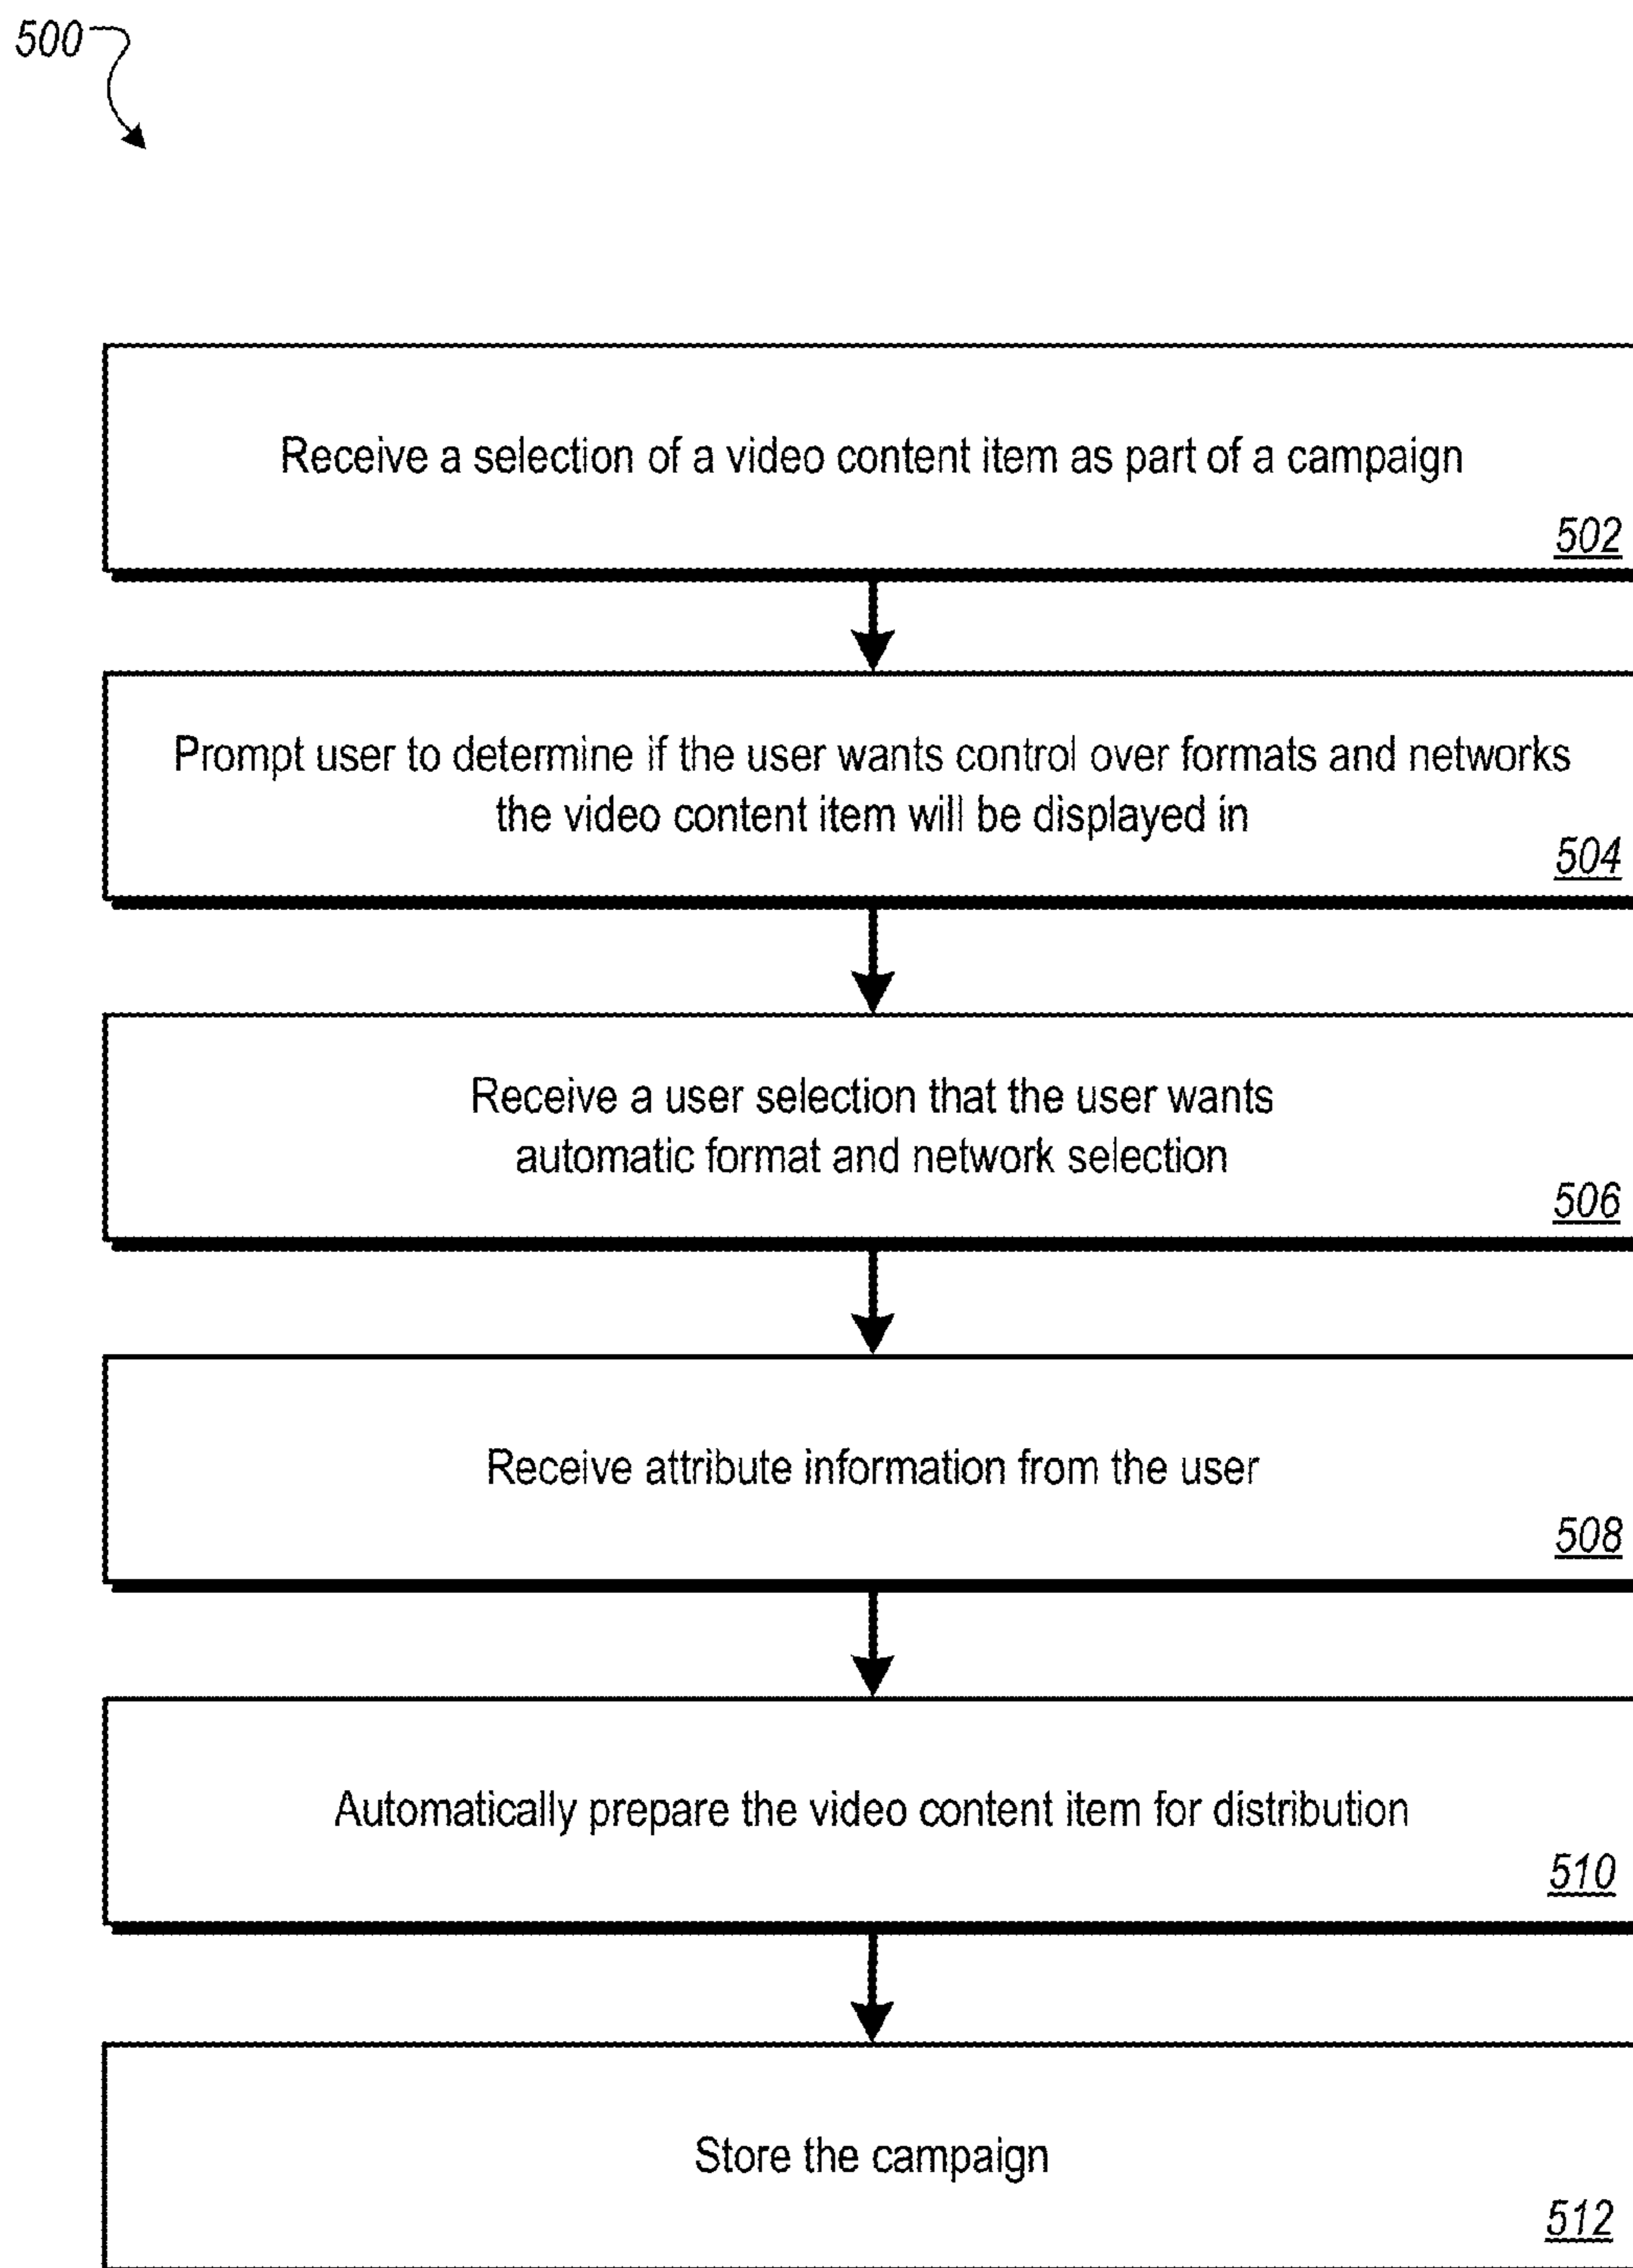 500
Receive a selection of a video content item as part of a campaign
502
Prompt user to determine if the user wants control over formats and networks
the video content item will be displayed in
504
Receive a user selection that the user wants
automatic format and network selection
506
Receive attribute information from the user
508
Automatically prepare the video content item for distribution
510
Store the campaign
512